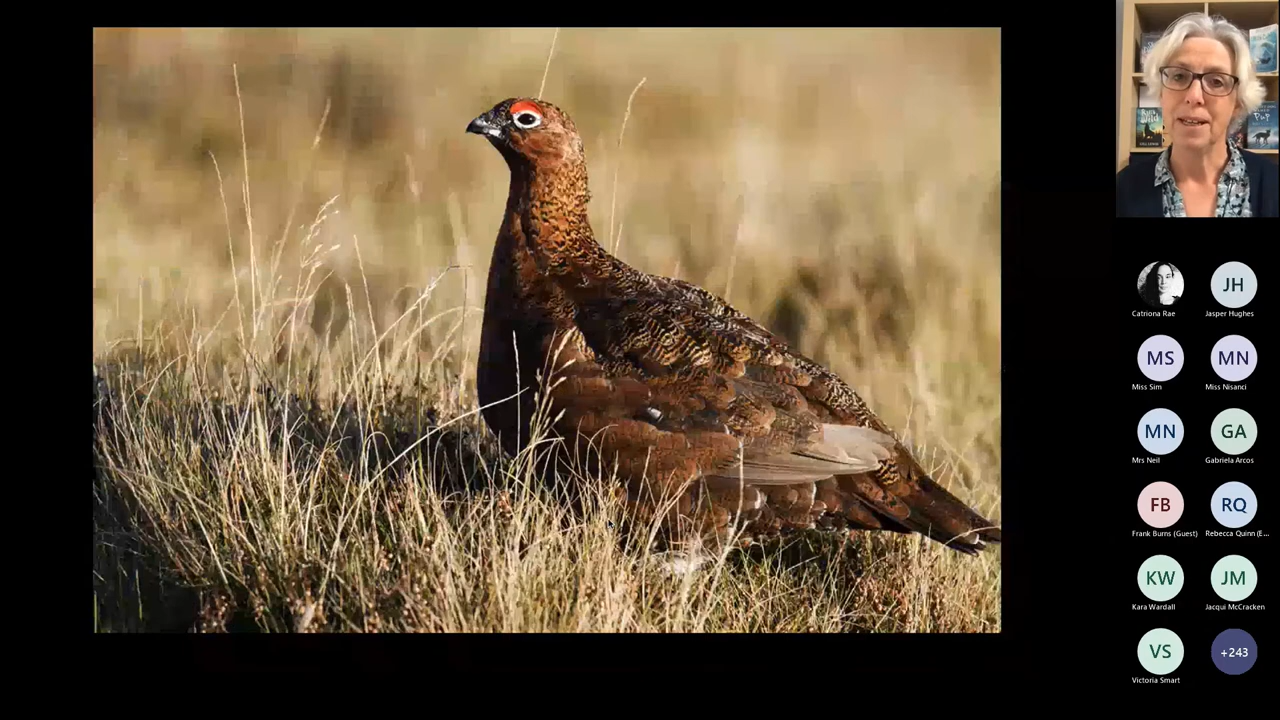 JH
Catriona Rae
Jasper Hughes
MS
MN
Miss Sim
Miss Nisanci
MN
GA
Mrs Neil
Gabriela Arcos
FB
RQ
Frank Burns (Guest)
Rebecca Quinn (E...
KW
JM
Kara Wardall
Jacqui McCracken
VS
+243
Victoria Smart